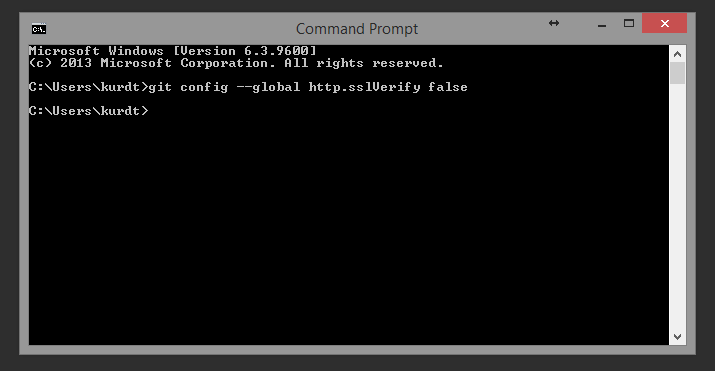 Command Prompt
Microsoft Windows [Version 6.3.9600]
(c) 2013 Microsoft Corporation. All rights reserved.
C:\Users\kurdt>git config --global http.sslVerify false
C:\Users\kurdt>